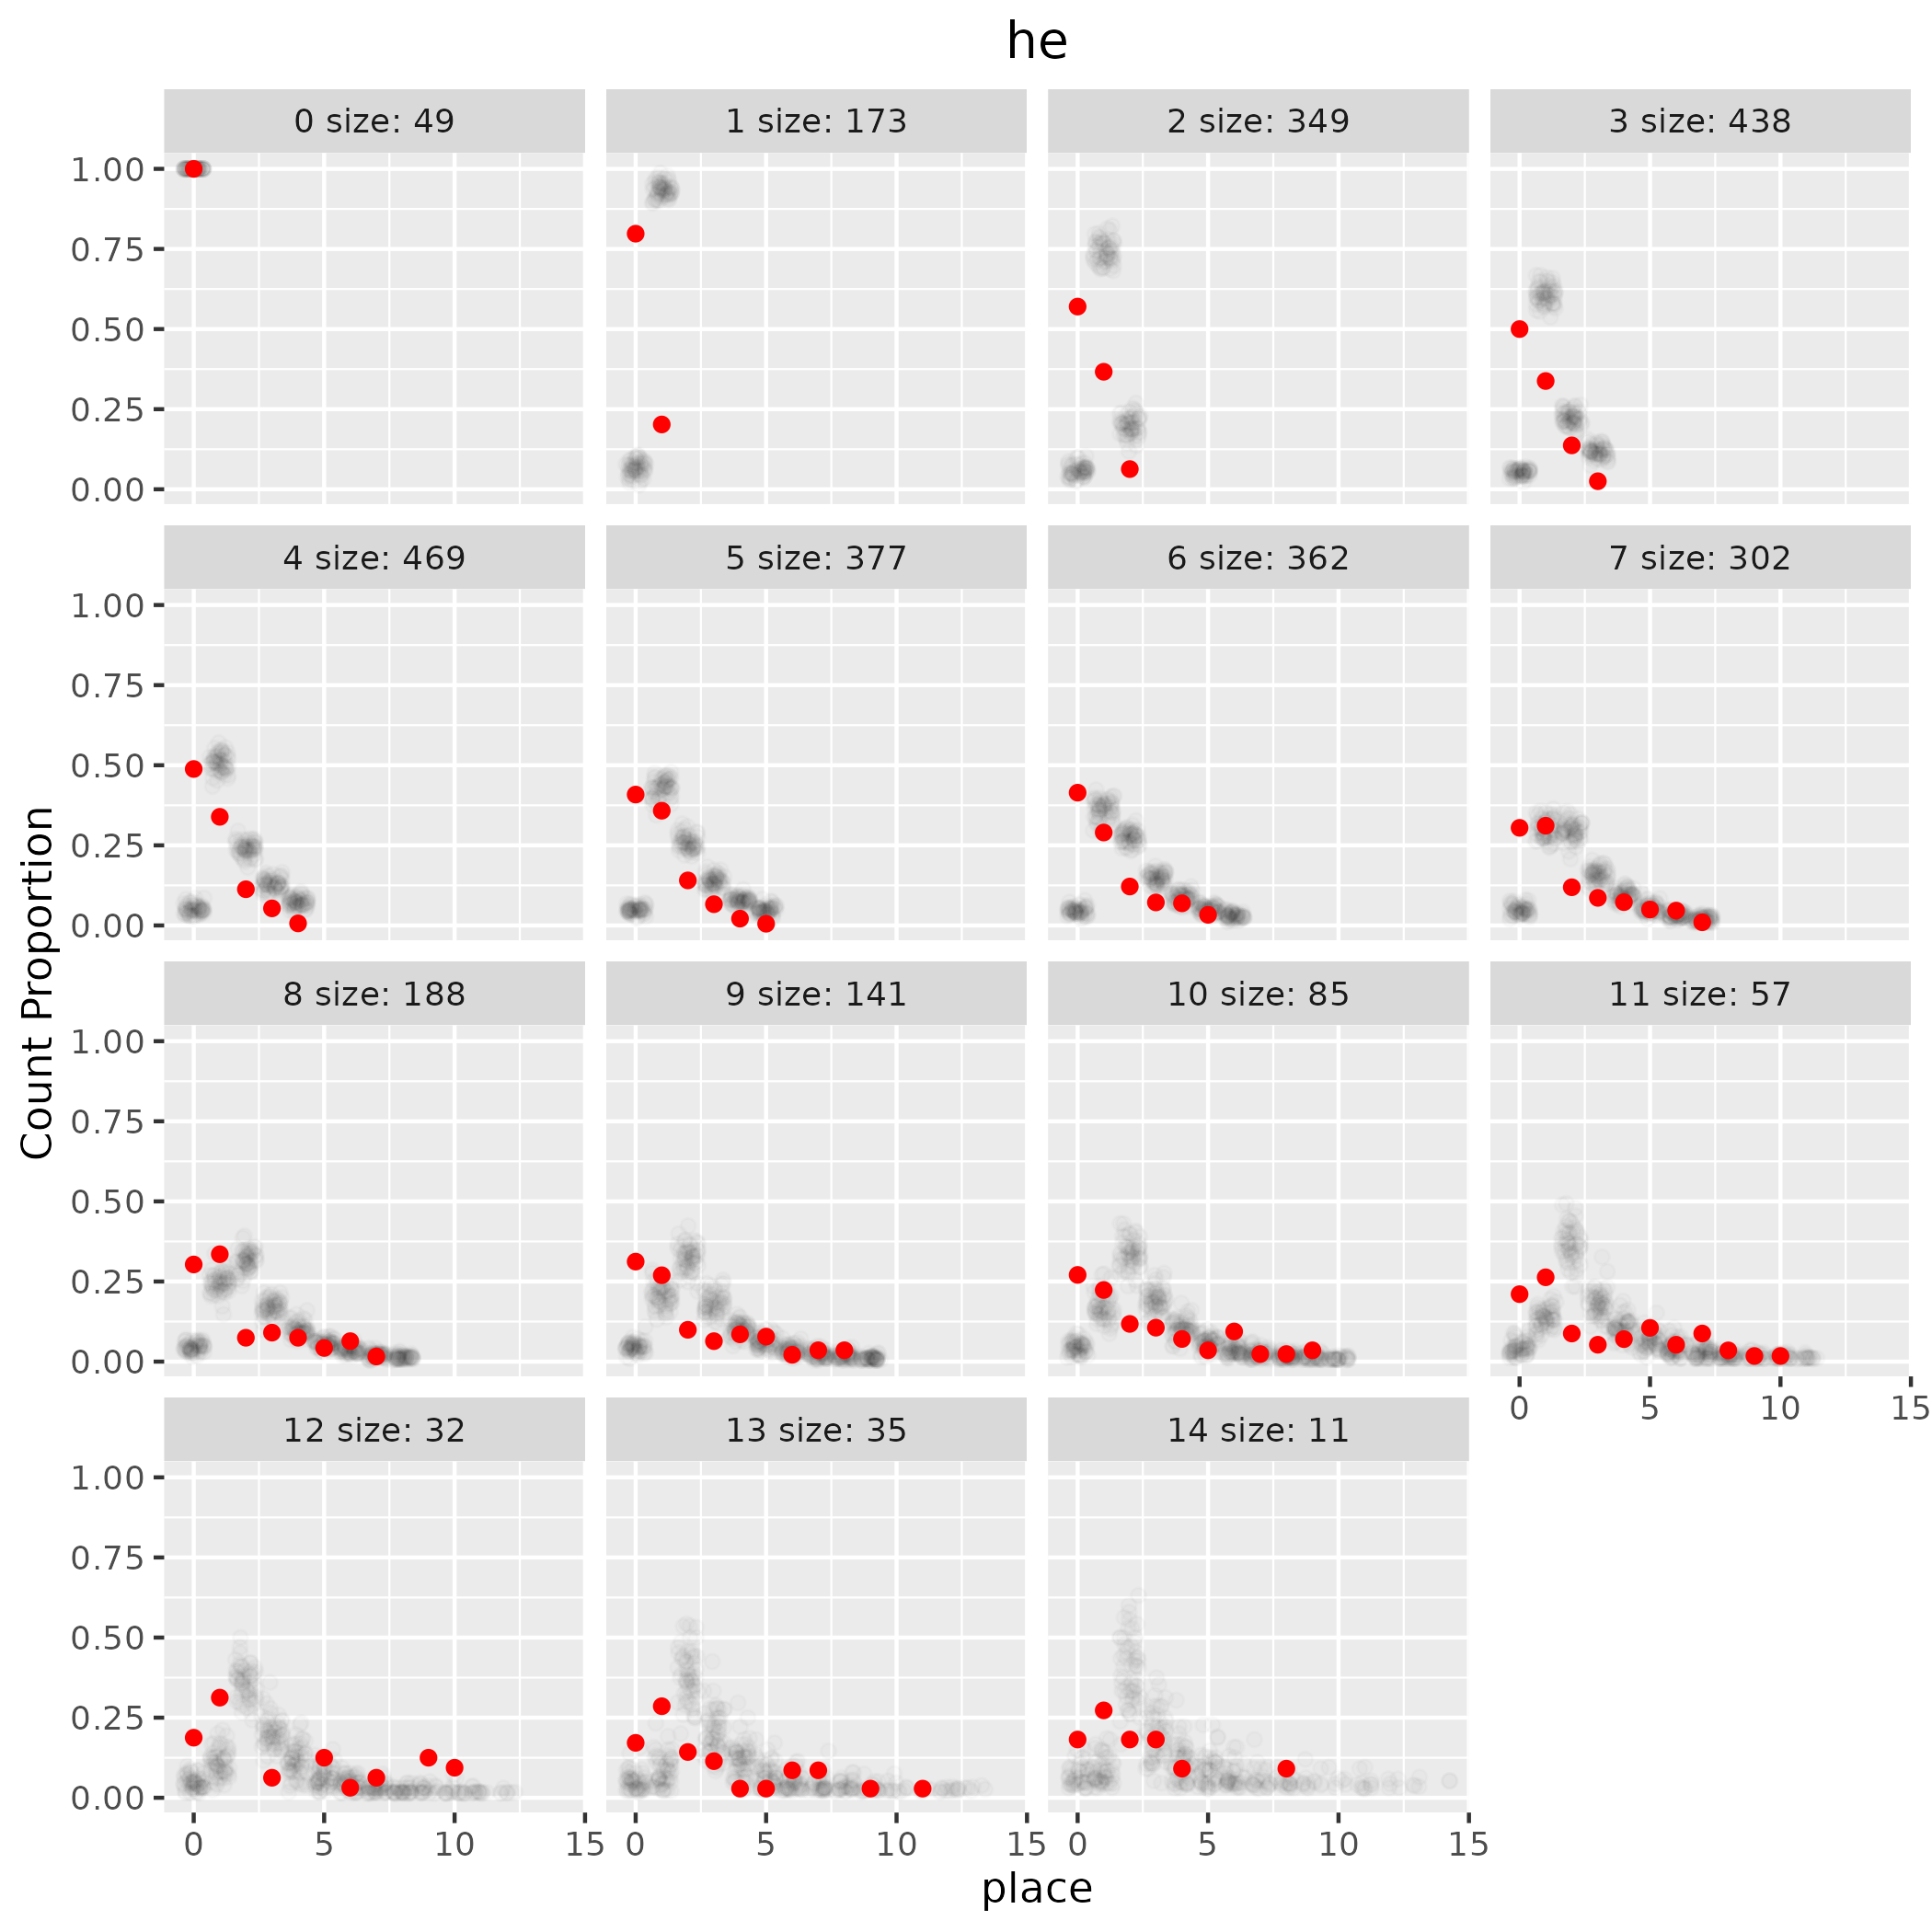 he
0 size: 49
1 size: 173
2 size: 349
3 size: 438
1.00
0.75
0.50
0.25
0.00
4 size: 469
5 size: 377
6 size: 362
7 size: 302
1.00
0.75
0.50
0.25
0.00
8 size: 188
9 size: 141
10 size: 85
11 size: 57
1.00
0.75
0.50
0.25
0.00
0 5 10 15
12 size: 32
13 size: 35
14 size: 11
1.00
0.75
0.50
0.25
0.00
0 5 10 15
0 5 10 15
0 5 10 15
place
Count Proportion